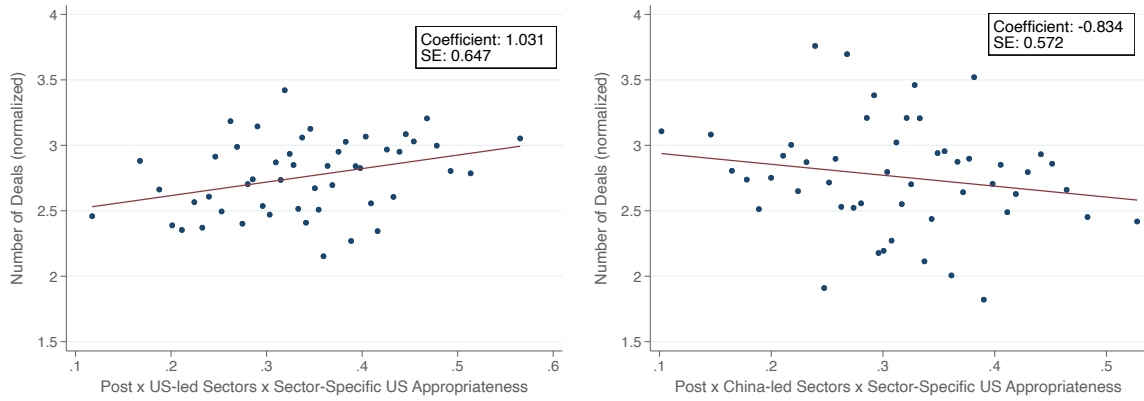 4
3.5
3
2.5
2
1.5
Number of Deals (normalized)
Coefficient: 1.031
SE: 0.647
.1 .2 .3 .4 .5 .6
Post x US-led Sectors x Sector-Specific US Appropriateness
4
3.5
3
2.5
2
1.5
Number of Deals (normalized)
Coefficient: -0.834
SE: 0.572
.1 .2 .3 .4 .5
Post x China-led Sectors x Sector-Specific US Appropriateness